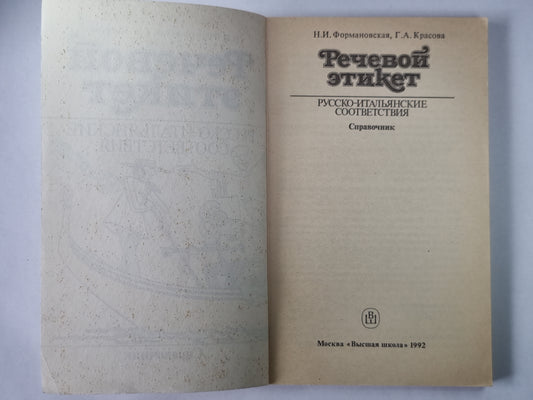 Н.И. Формановская, Г.А. Красова
Речевой
этикет
РУССКО-ИТАЛЬЯНСКИЕ
СООТВЕТСТВИЯ
Справочник
Москва «Высшая школа» 1992